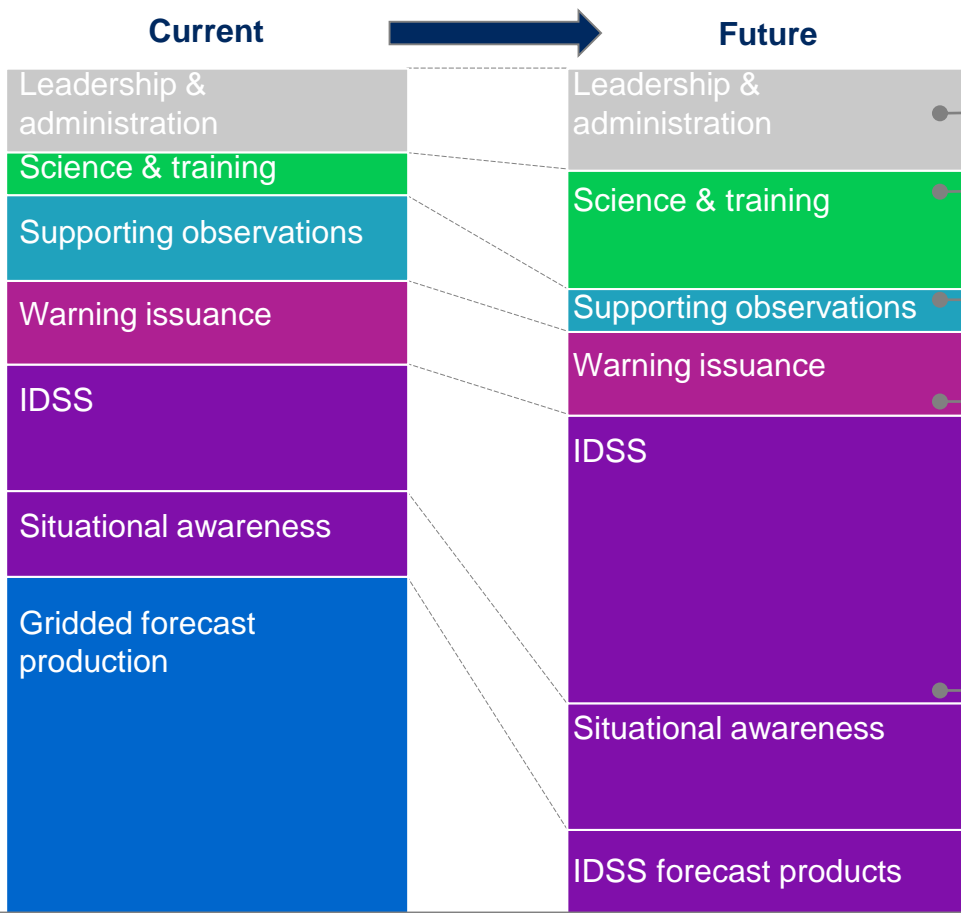 Current
Future
Leadership &
administration
Science & training
Supporting observations
Warning issuance
IDSS
Situational awareness
Gridded forecast
production
Leadership &
administration
Science & training
Supporting observations
Warning issuance
IDSS
Situational awareness
IDSS forecast products